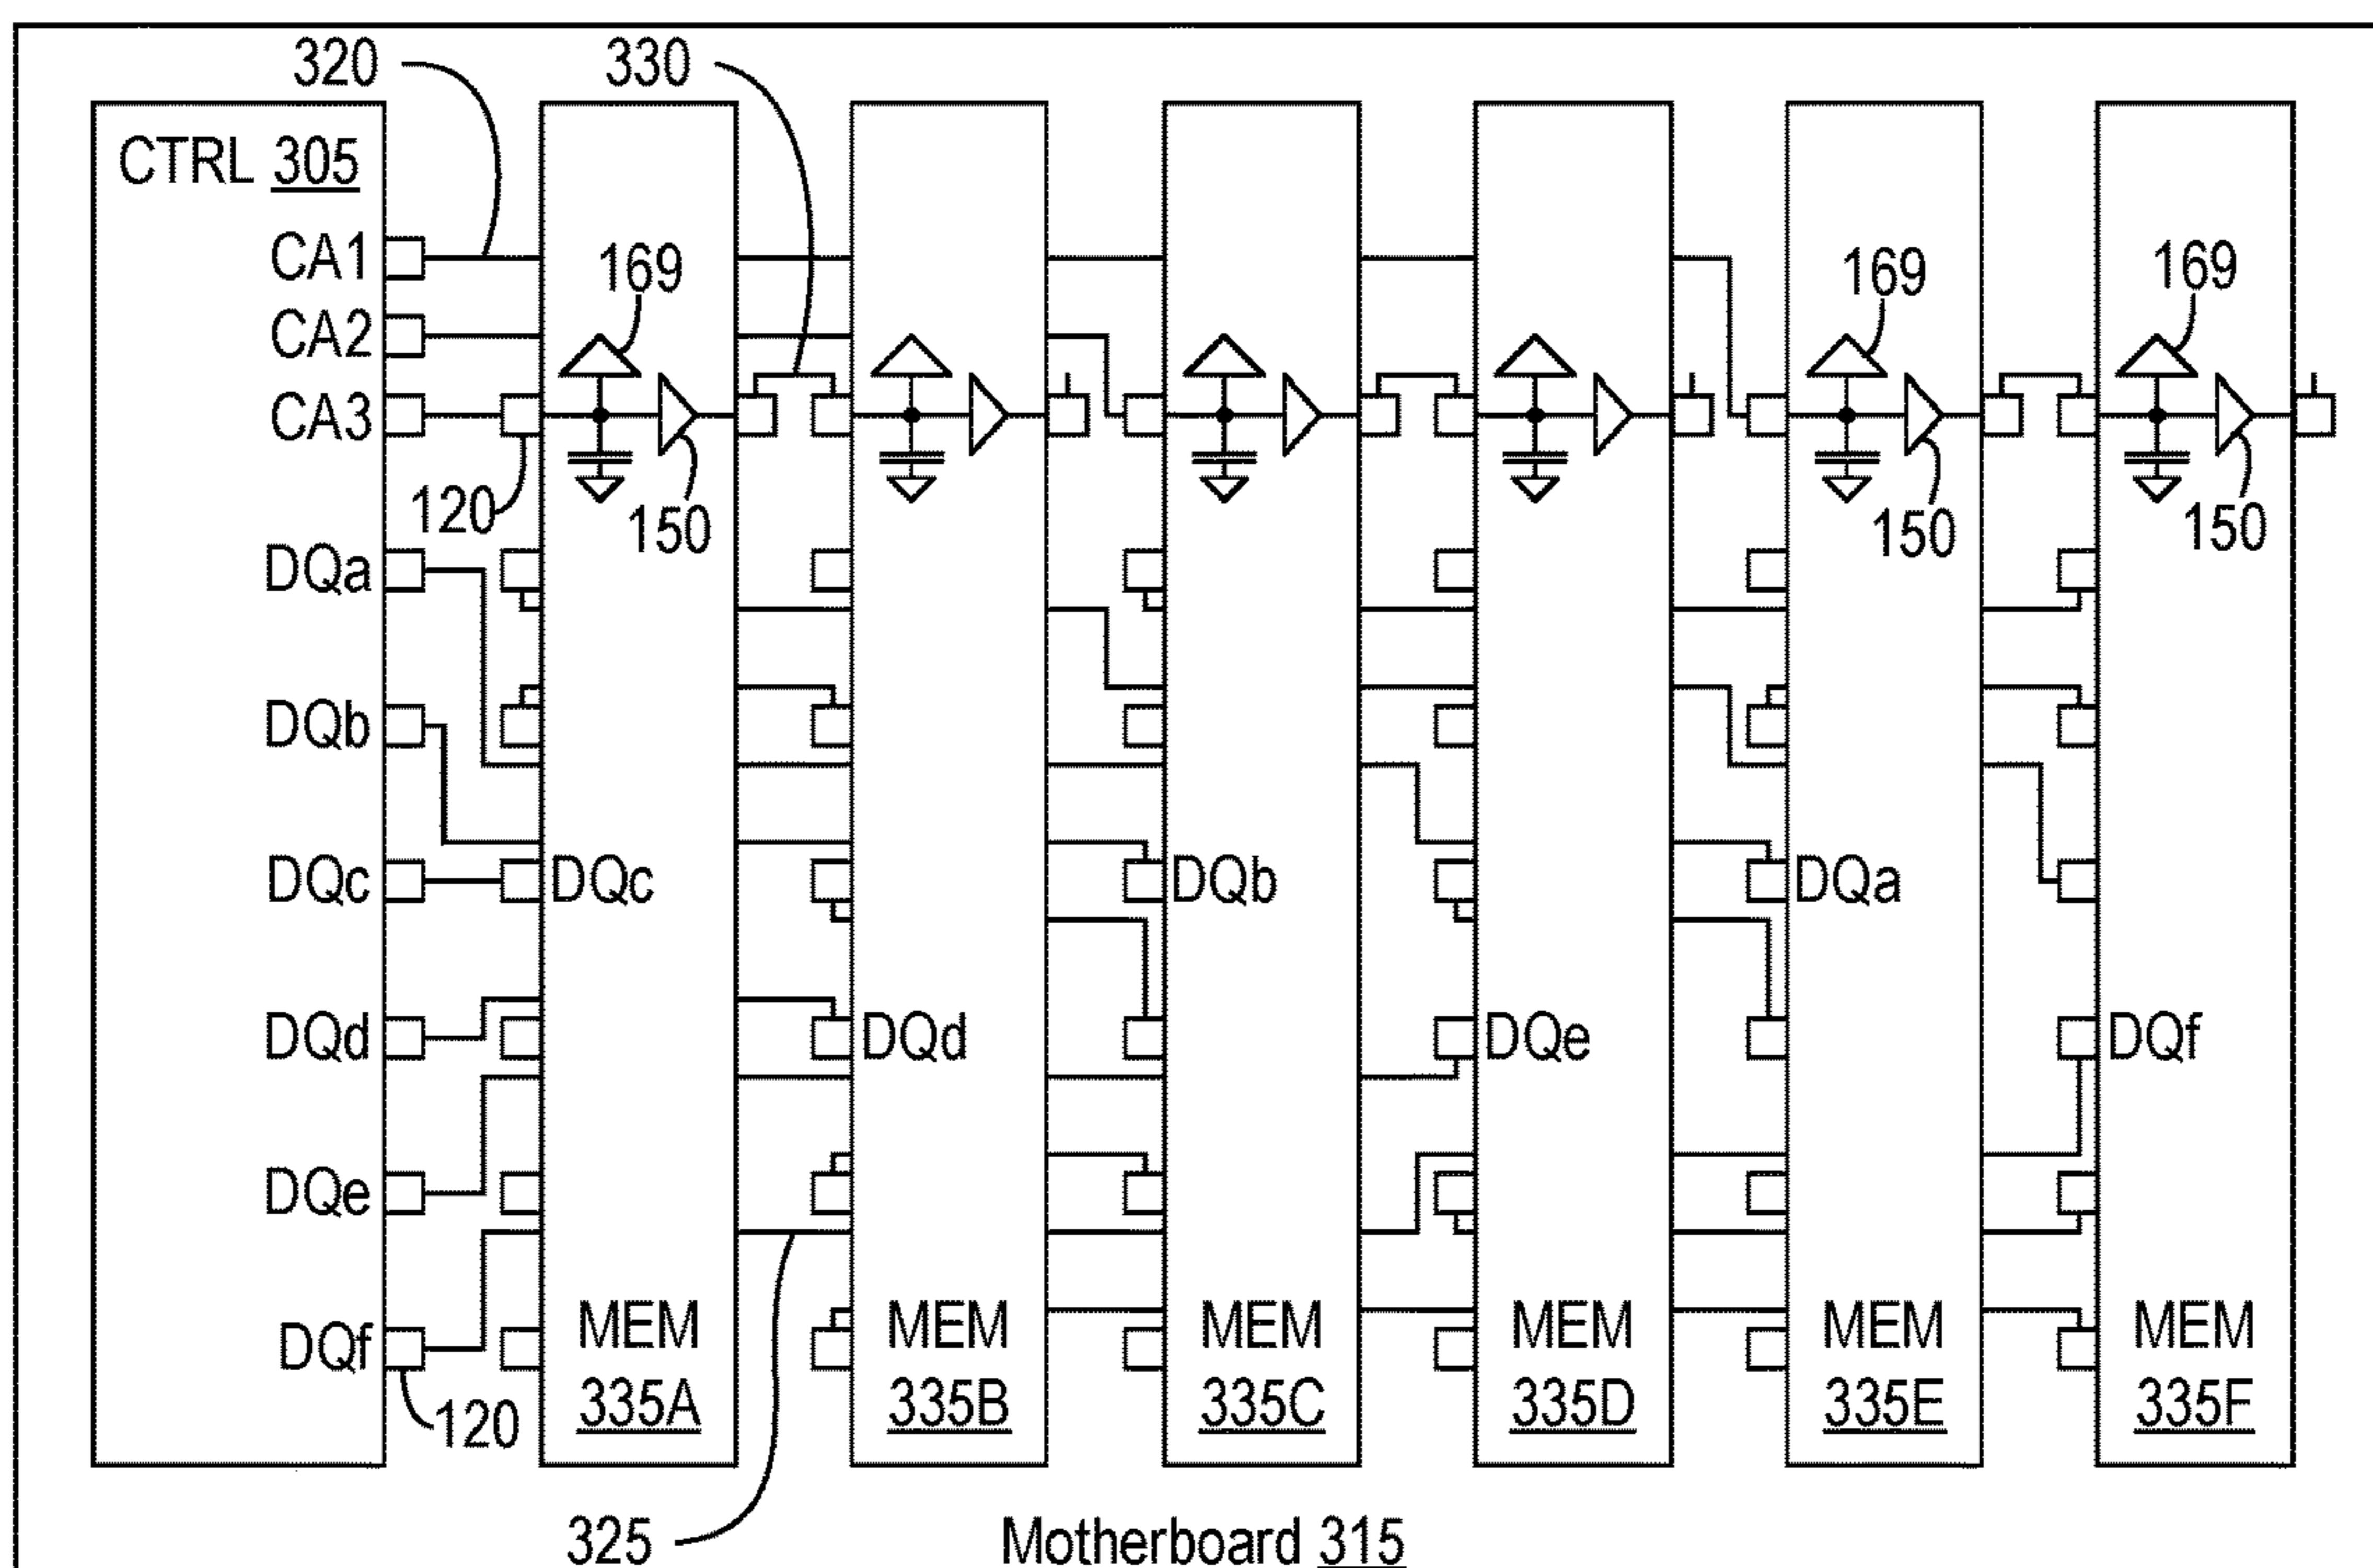 320
330
CTRL 305
CA1
169
169
169
CA2
CA3
120
150
150
150
DQa
DQb
DQc
DQc
DQb
DQa
DQd
DQd
DQe
DQf
DQe
DQf
MEM
335A
MEM
335B
MEM
335C
MEM
335D
MEM
335E
MEM
335F
120
325
Motherboard 315